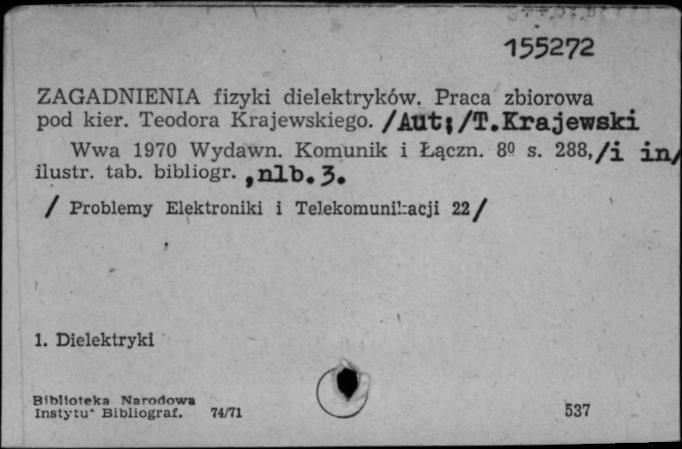 155272
ZAGADNIENIA fizyki dielektryków. Praca zbiorowa
pod kier. Teodora Krajewskiego. /Aut;/T.Krajewski
Wwa 1970 Wydawn. Komunik i Łączn. 8º s. 288,/i in/
ilustr. tab. bibliogr. ,nlb.3.
/ Problemy Elektroniki i Telekomunikacji 22/
1. Dielektryki
Biblioteka Narodowa
Instytut Bibliograf. 74/71
537